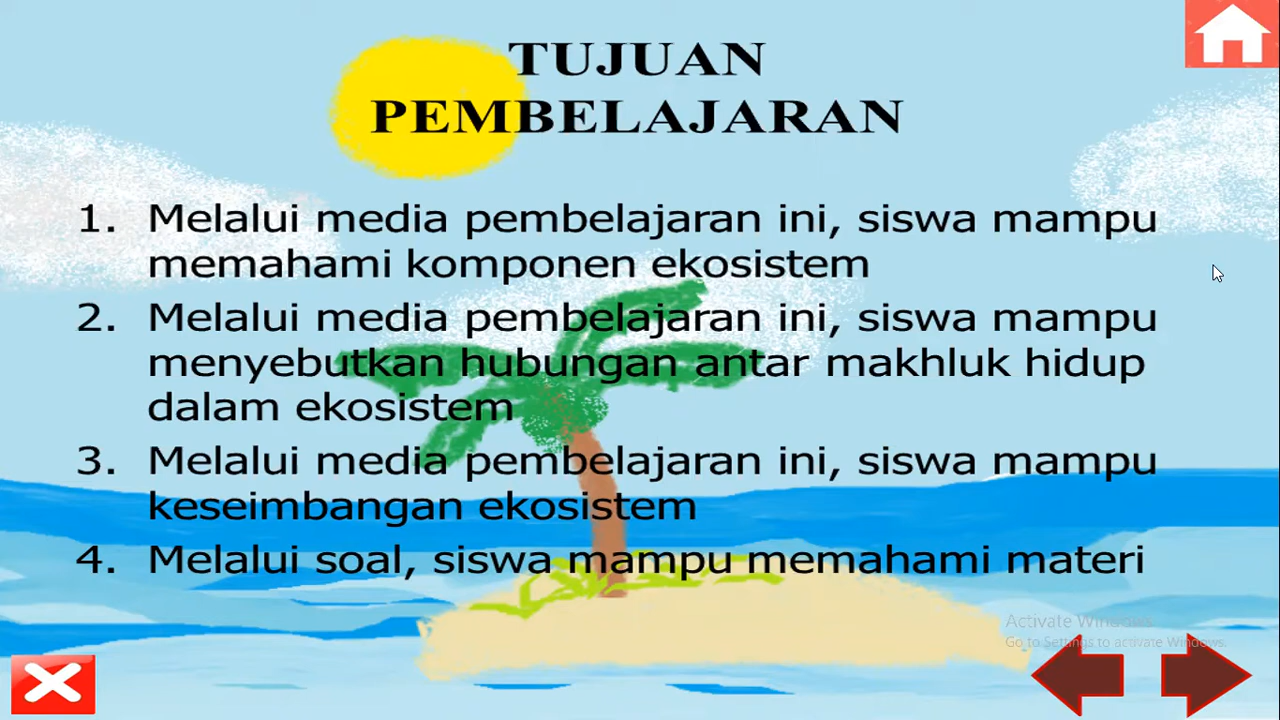 TUJUAN
PEMBELAJARAN
1. Melalui media pembelajaran ini, siswa mampu
memahami komponen ekosistem
2. Melalui media pembelajaran ini, siswa mampu
menyebutkan hubungan antar makhluk hidup
dalam ekosistem
3. Melalui media pembelajaran ini, siswa mampu
keseimbangan ekosistem
4. Melalui soal, siswa mampu memahami materi
Activate Windows
Go to Settings to activate Windows.